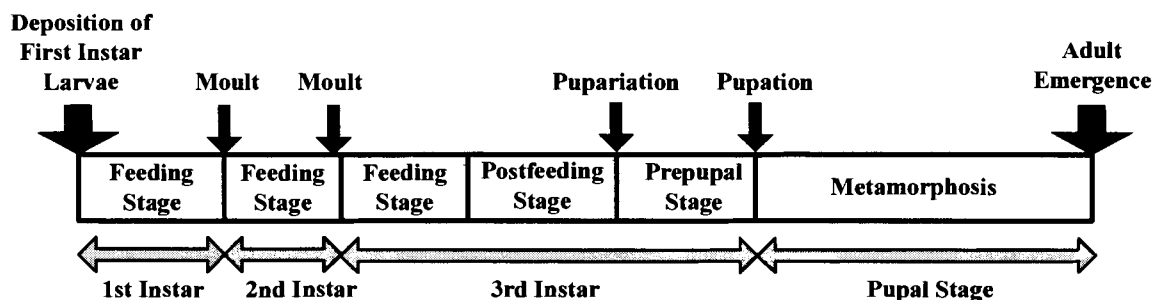 Deposition of
First Instar
Larvae
Moult
Moult
Pupariation
Pupation
Adult
Emergence
Feeding
Stage
Feeding
Stage
Feeding
Stage
Postfeeding
Stage
Prepupal
Stage
Metamorphosis
1st Instar
2nd Instar
3rd Instar
Pupal Stage